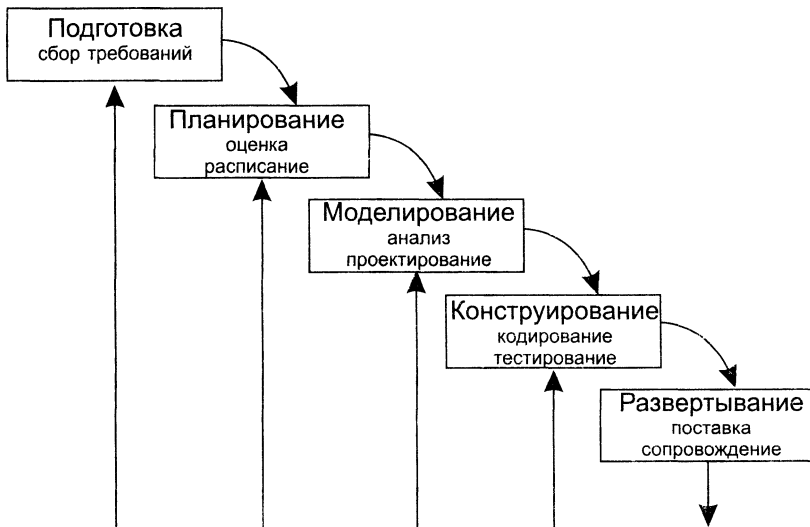 Подготовка
сбор требований
Планирование
оценка
расписание
Моделирование
анализ
проектирование
Конструирование
кодирование
тестирование
Развертывание
поставка
сопровождение